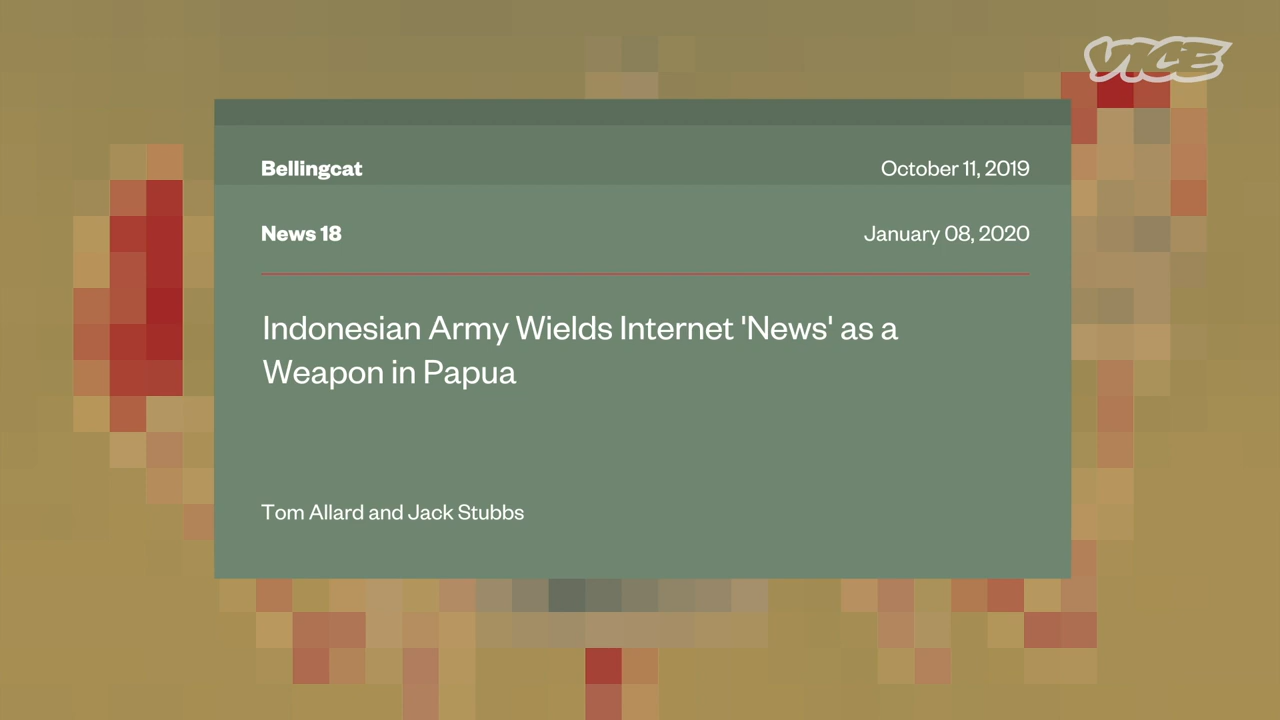 VICE
Bellingcat October 11, 2019
News 18 January 08, 2020
Indonesian Army Wields Internet 'News' as a
Weapon in Papua
Tom Allard and Jack Stubbs